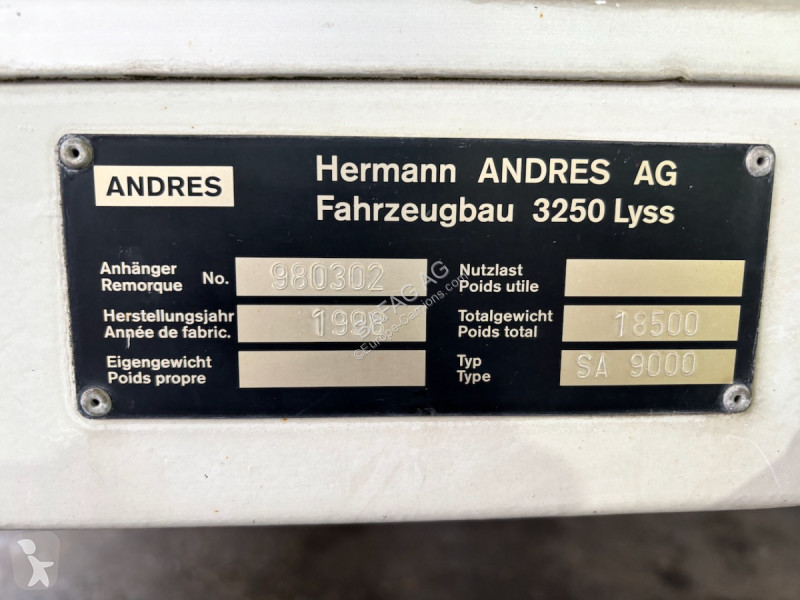 ANDRES
Hermann ANDRES AG
Fahrzeugbau 3250 Lyss
Anhänger
Remorque No. 980302
Herstellungsjahr
Année de fabric.
Eigengewicht
Poids propre
Nutzlast
Poids utile
Totalgewicht
Poids total 18500
Typ
Type SA 9000